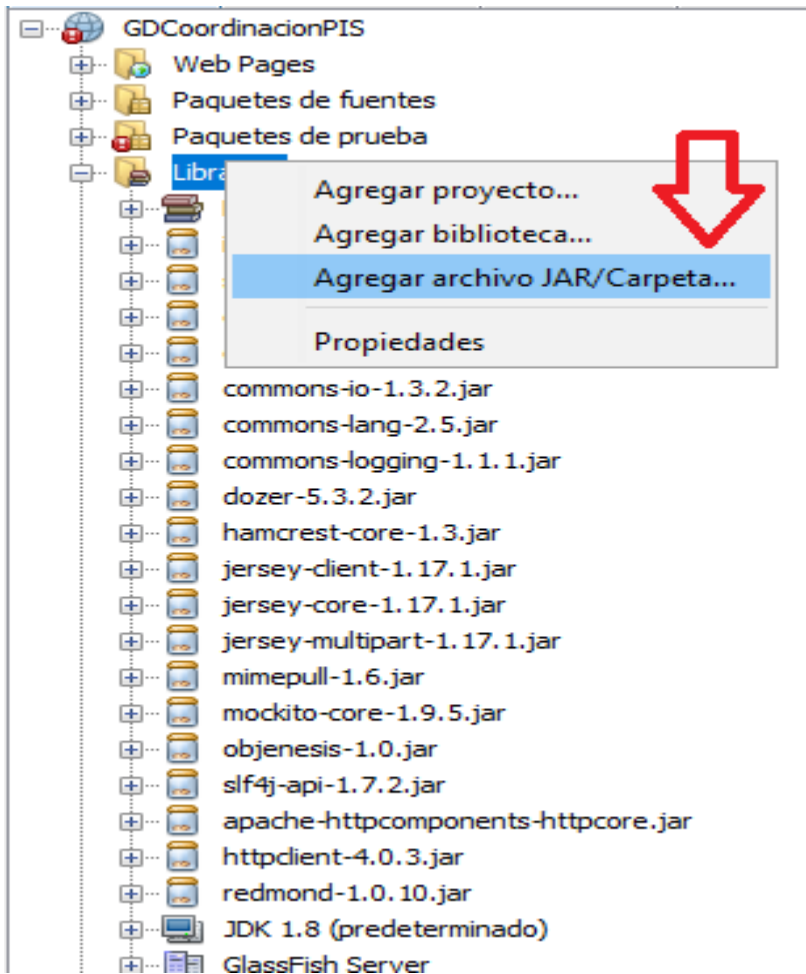 GDCoordinacionPIS
Web Pages
Paquetes de fuentes
Paquetes de prueba
Agregar proyecto...
Agregar biblioteca...
Agregar archivo JAR/Carpeta...
Propiedades
commons-io-1.3.2.jar
commons-lang-2.5.jar
commons-logging-1.1.1.jar
dozer-5.3.2.jar
hamcrest-core-1.3.jar
jersey-client-1.17.1.jar
jersey-core-1.17.1.jar
jersey-multipart-1.17.1.jar
mimepull-1.6.jar
mockito-core-1.9.5.jar
objenesis-1.0.jar
slf4j-api-1.7.2.jar
apache-httpcomponents-httpcore.jar
httpclient-4.0.3.jar
redmond-1.0.10.jar
JDK 1.8 (predeterminado)
GlassFish Server